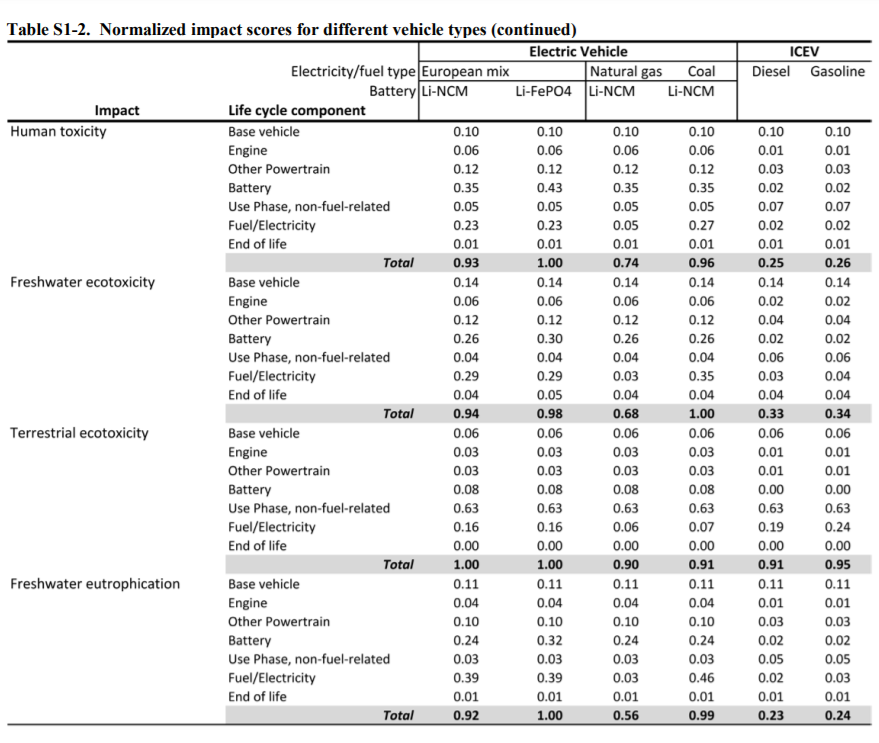 Table S1-2. Normalized impact scores for different vehicle types (continued)
Electric Vehicle ICEV
Electricity/fuel type European mix Natural gas Coal Diesel Gasoline
Battery Li-NCM Li-FePO4 Li-NCM Li-NCM
Impact Life cycle component
Human toxicity Base vehicle 0.10 0.10 0.10 0.10 0.10 0.10
Engine 0.06 0.06 0.06 0.06 0.01 0.01
Other Powertrain 0.12 0.12 0.12 0.12 0.03 0.03
Battery 0.35 0.43 0.35 0.35 0.02 0.02
Use Phase, non-fuel-related 0.05 0.05 0.05 0.05 0.07 0.07
Fuel/Electricity 0.23 0.23 0.05 0.27 0.02 0.02
End of life 0.01 0.01 0.01 0.01 0.01 0.01
Total 0.93 1.00 0.74 0.96 0.25 0.26
Freshwater ecotoxicity Base vehicle 0.14 0.14 0.14 0.14 0.14 0.14
Engine 0.06 0.06 0.06 0.06 0.02 0.02
Other Powertrain 0.12 0.12 0.12 0.12 0.04 0.04
Battery 0.26 0.30 0.26 0.26 0.02 0.02
Use Phase, non-fuel-related 0.04 0.04 0.04 0.04 0.06 0.06
Fuel/Electricity 0.29 0.29 0.03 0.35 0.03 0.04
End of life 0.04 0.05 0.04 0.04 0.04 0.04
Total 0.94 0.98 0.68 1.00 0.33 0.34
Terrestrial ecotoxicity Base vehicle 0.06 0.06 0.06 0.06 0.06 0.06
Engine 0.03 0.03 0.03 0.03 0.01 0.01
Other Powertrain 0.03 0.03 0.03 0.03 0.01 0.01
Battery 0.08 0.08 0.08 0.08 0.00 0.00
Use Phase, non-fuel-related 0.63 0.63 0.63 0.63 0.63 0.63
Fuel/Electricity 0.16 0.16 0.06 0.07 0.19 0.24
End of life 0.00 0.00 0.00 0.00 0.00 0.00
Total 1.00 1.00 0.90 0.91 0.91 0.95
Freshwater eutrophication Base vehicle 0.11 0.11 0.11 0.11 0.11 0.11
Engine 0.04 0.04 0.04 0.04 0.01 0.01
Other Powertrain 0.10 0.10 0.10 0.10 0.03 0.03
Battery 0.24 0.32 0.24 0.24 0.02 0.02
Use Phase, non-fuel-related 0.03 0.03 0.03 0.03 0.05 0.05
Fuel/Electricity 0.39 0.39 0.03 0.46 0.02 0.03
End of life 0.01 0.01 0.01 0.01 0.01 0.01
Total 0.92 1.00 0.56 0.99 0.23 0.24